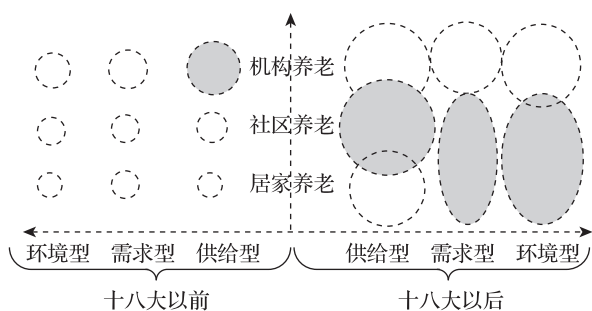 机构养老
社区养老
居家养老
环境型 需求型 供给型 供给型 需求型 环境型
十八大以前 十八大以后